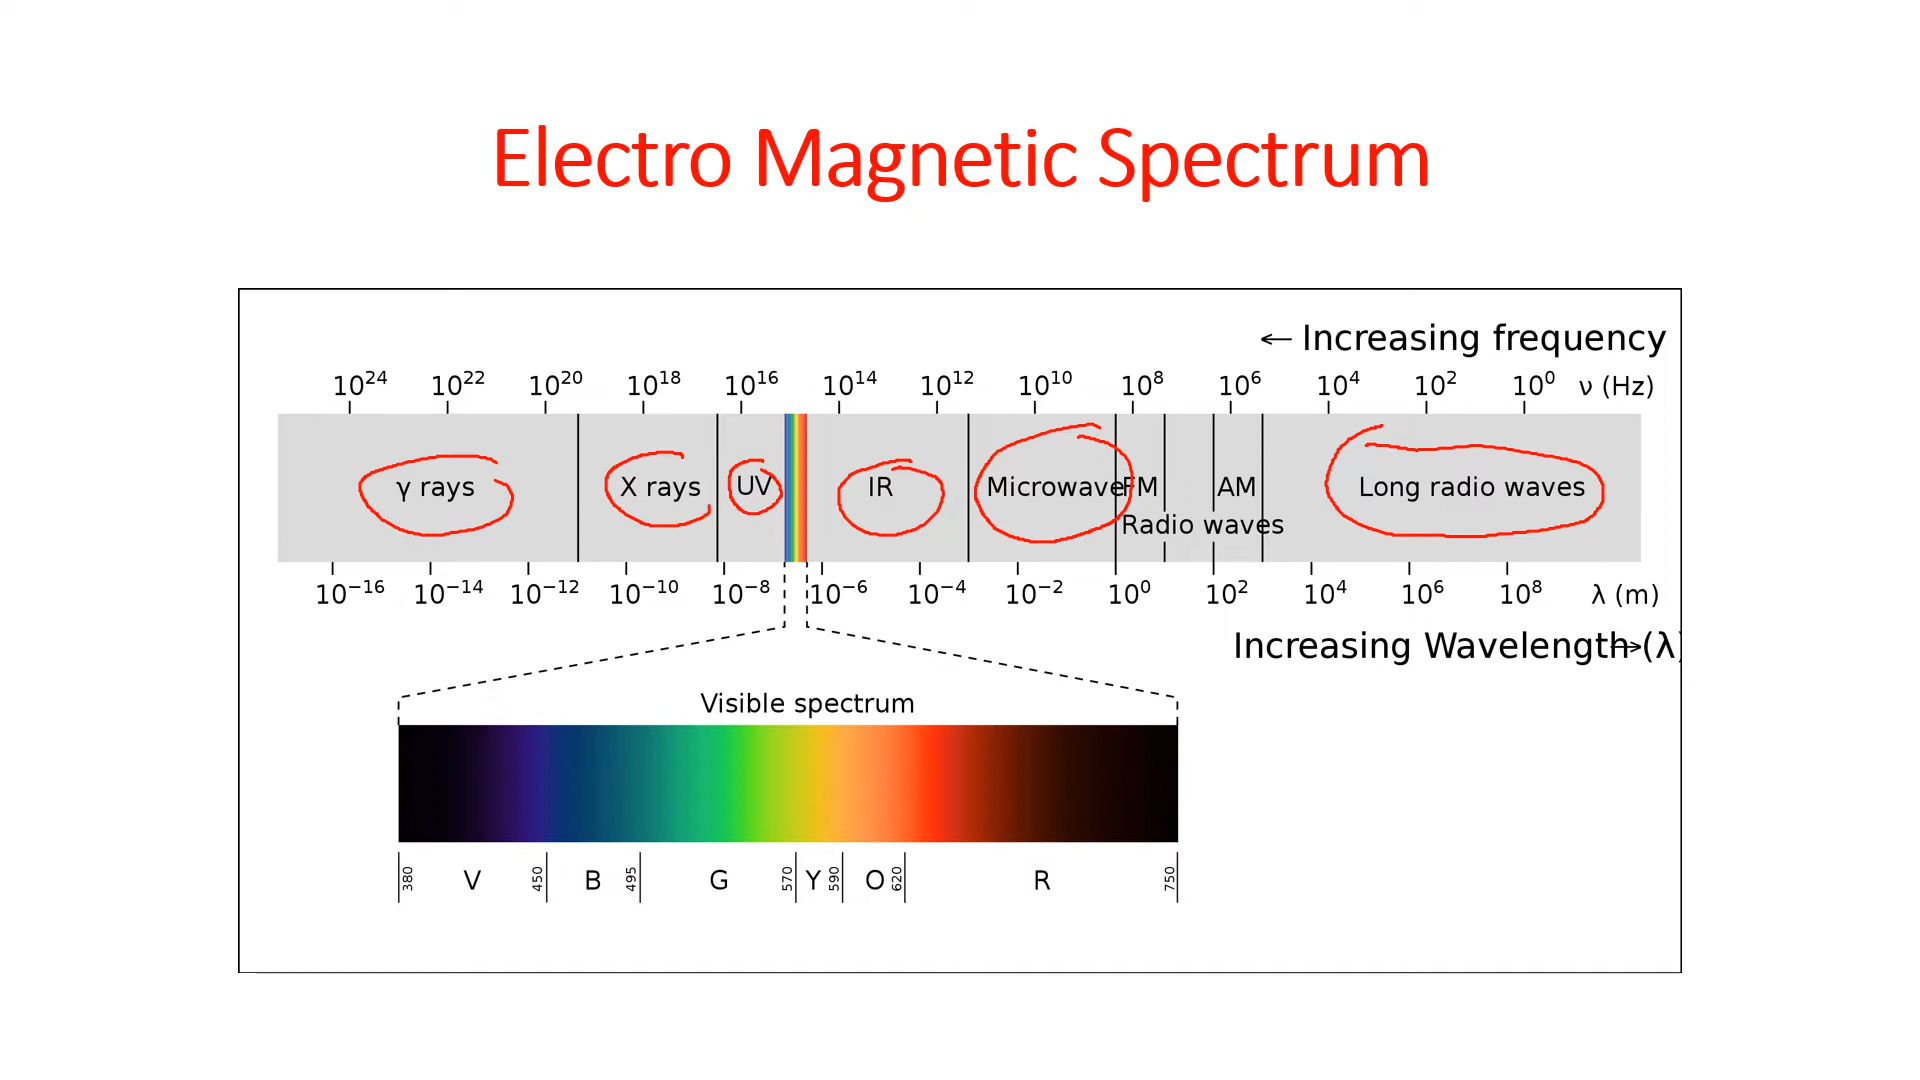 Electro Magnetic Spectrum
← Increasing frequency
10²⁴ 10²² 10²⁰ 10¹⁸ 10¹⁶ 10¹⁴ 10¹² 10¹⁰ 10⁸ 10⁶ 10⁴ 10² 10⁰ ν (Hz)
γ rays X rays UV IR Microwave FM AM Long radio waves
Radio waves
10⁻¹⁶ 10⁻¹⁴ 10⁻¹² 10⁻¹⁰ 10⁻⁸ 10⁻⁶ 10⁻⁴ 10⁻² 10⁰ 10² 10⁴ 10⁶ 10⁸ λ (m)
Increasing Wavelength (λ) →
Visible spectrum
380 V 450 B 495 G 570 Y 590 O 620 R 750